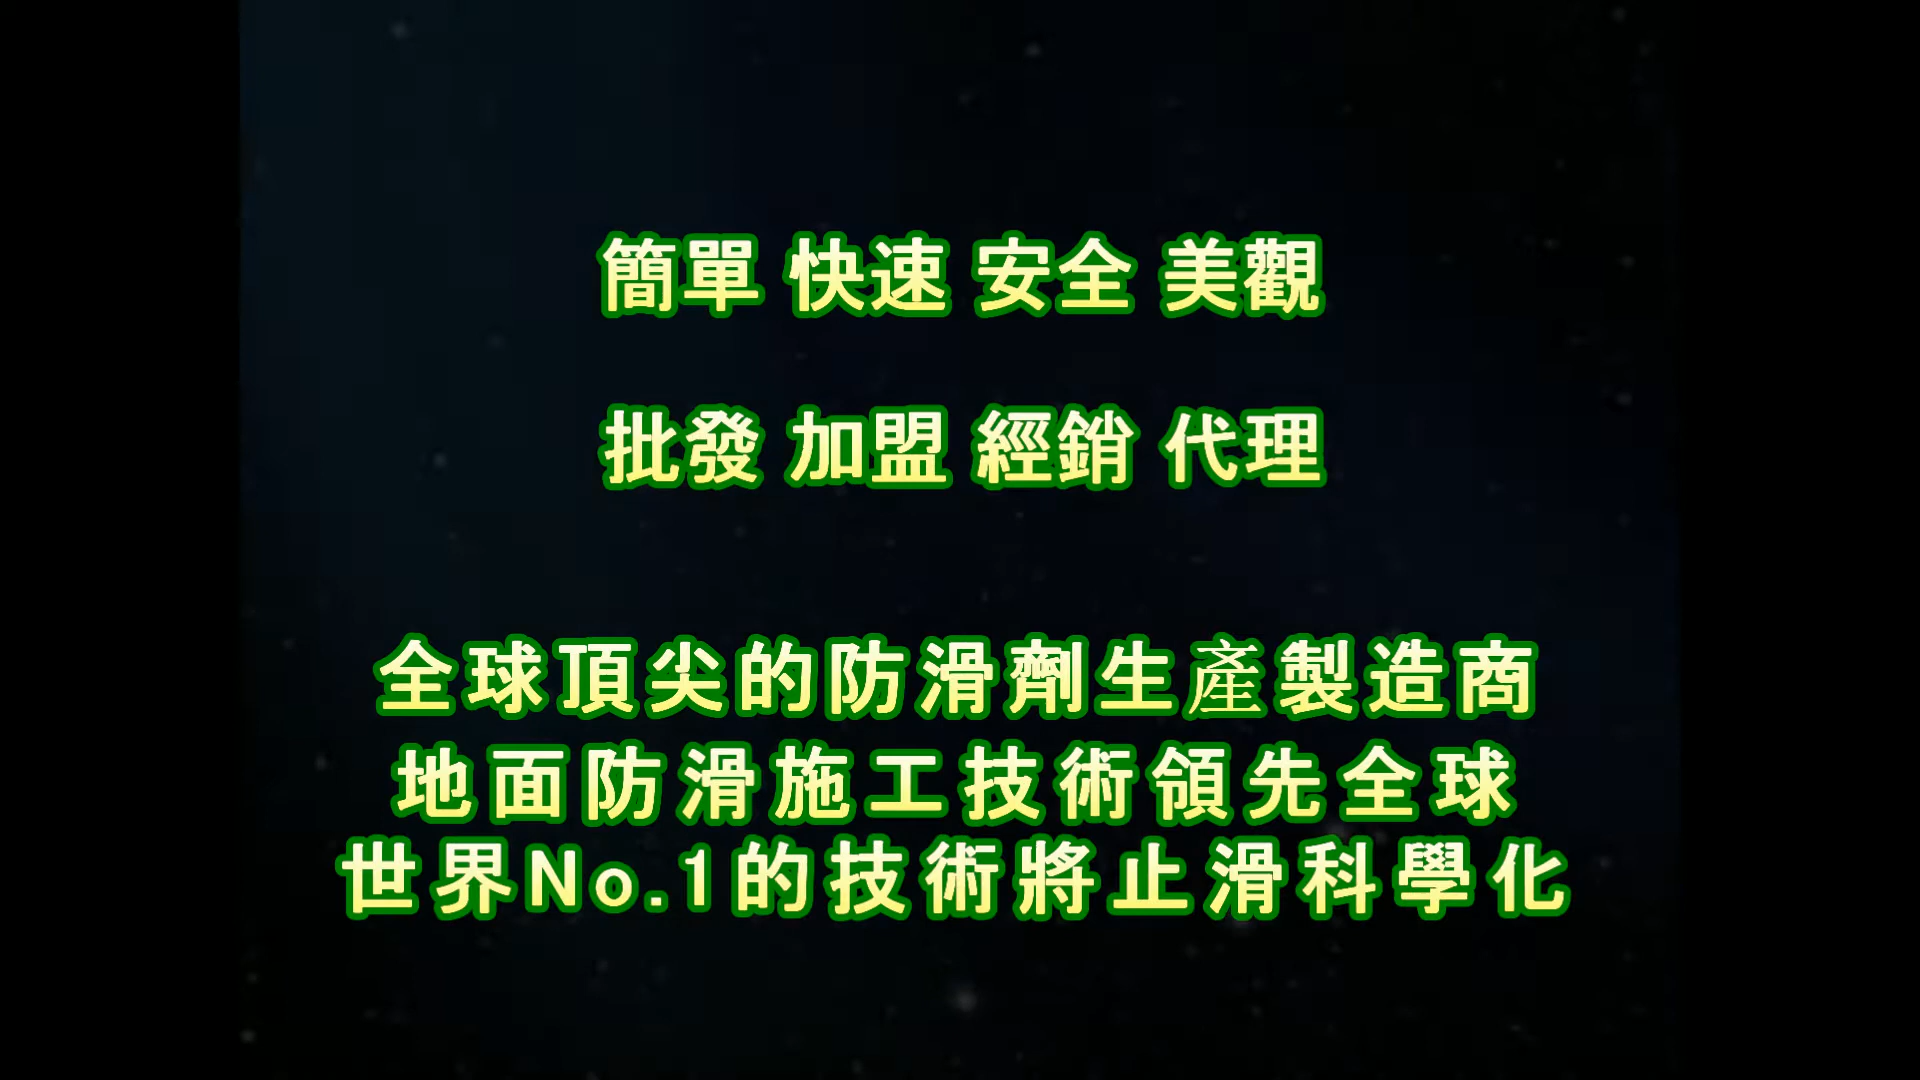 簡單 快速 安全 美觀
批發 加盟 經銷 代理
全球頂尖的防滑劑生產製造商
地面防滑施工技術領先全球
世界No.1的技術將止滑科學化